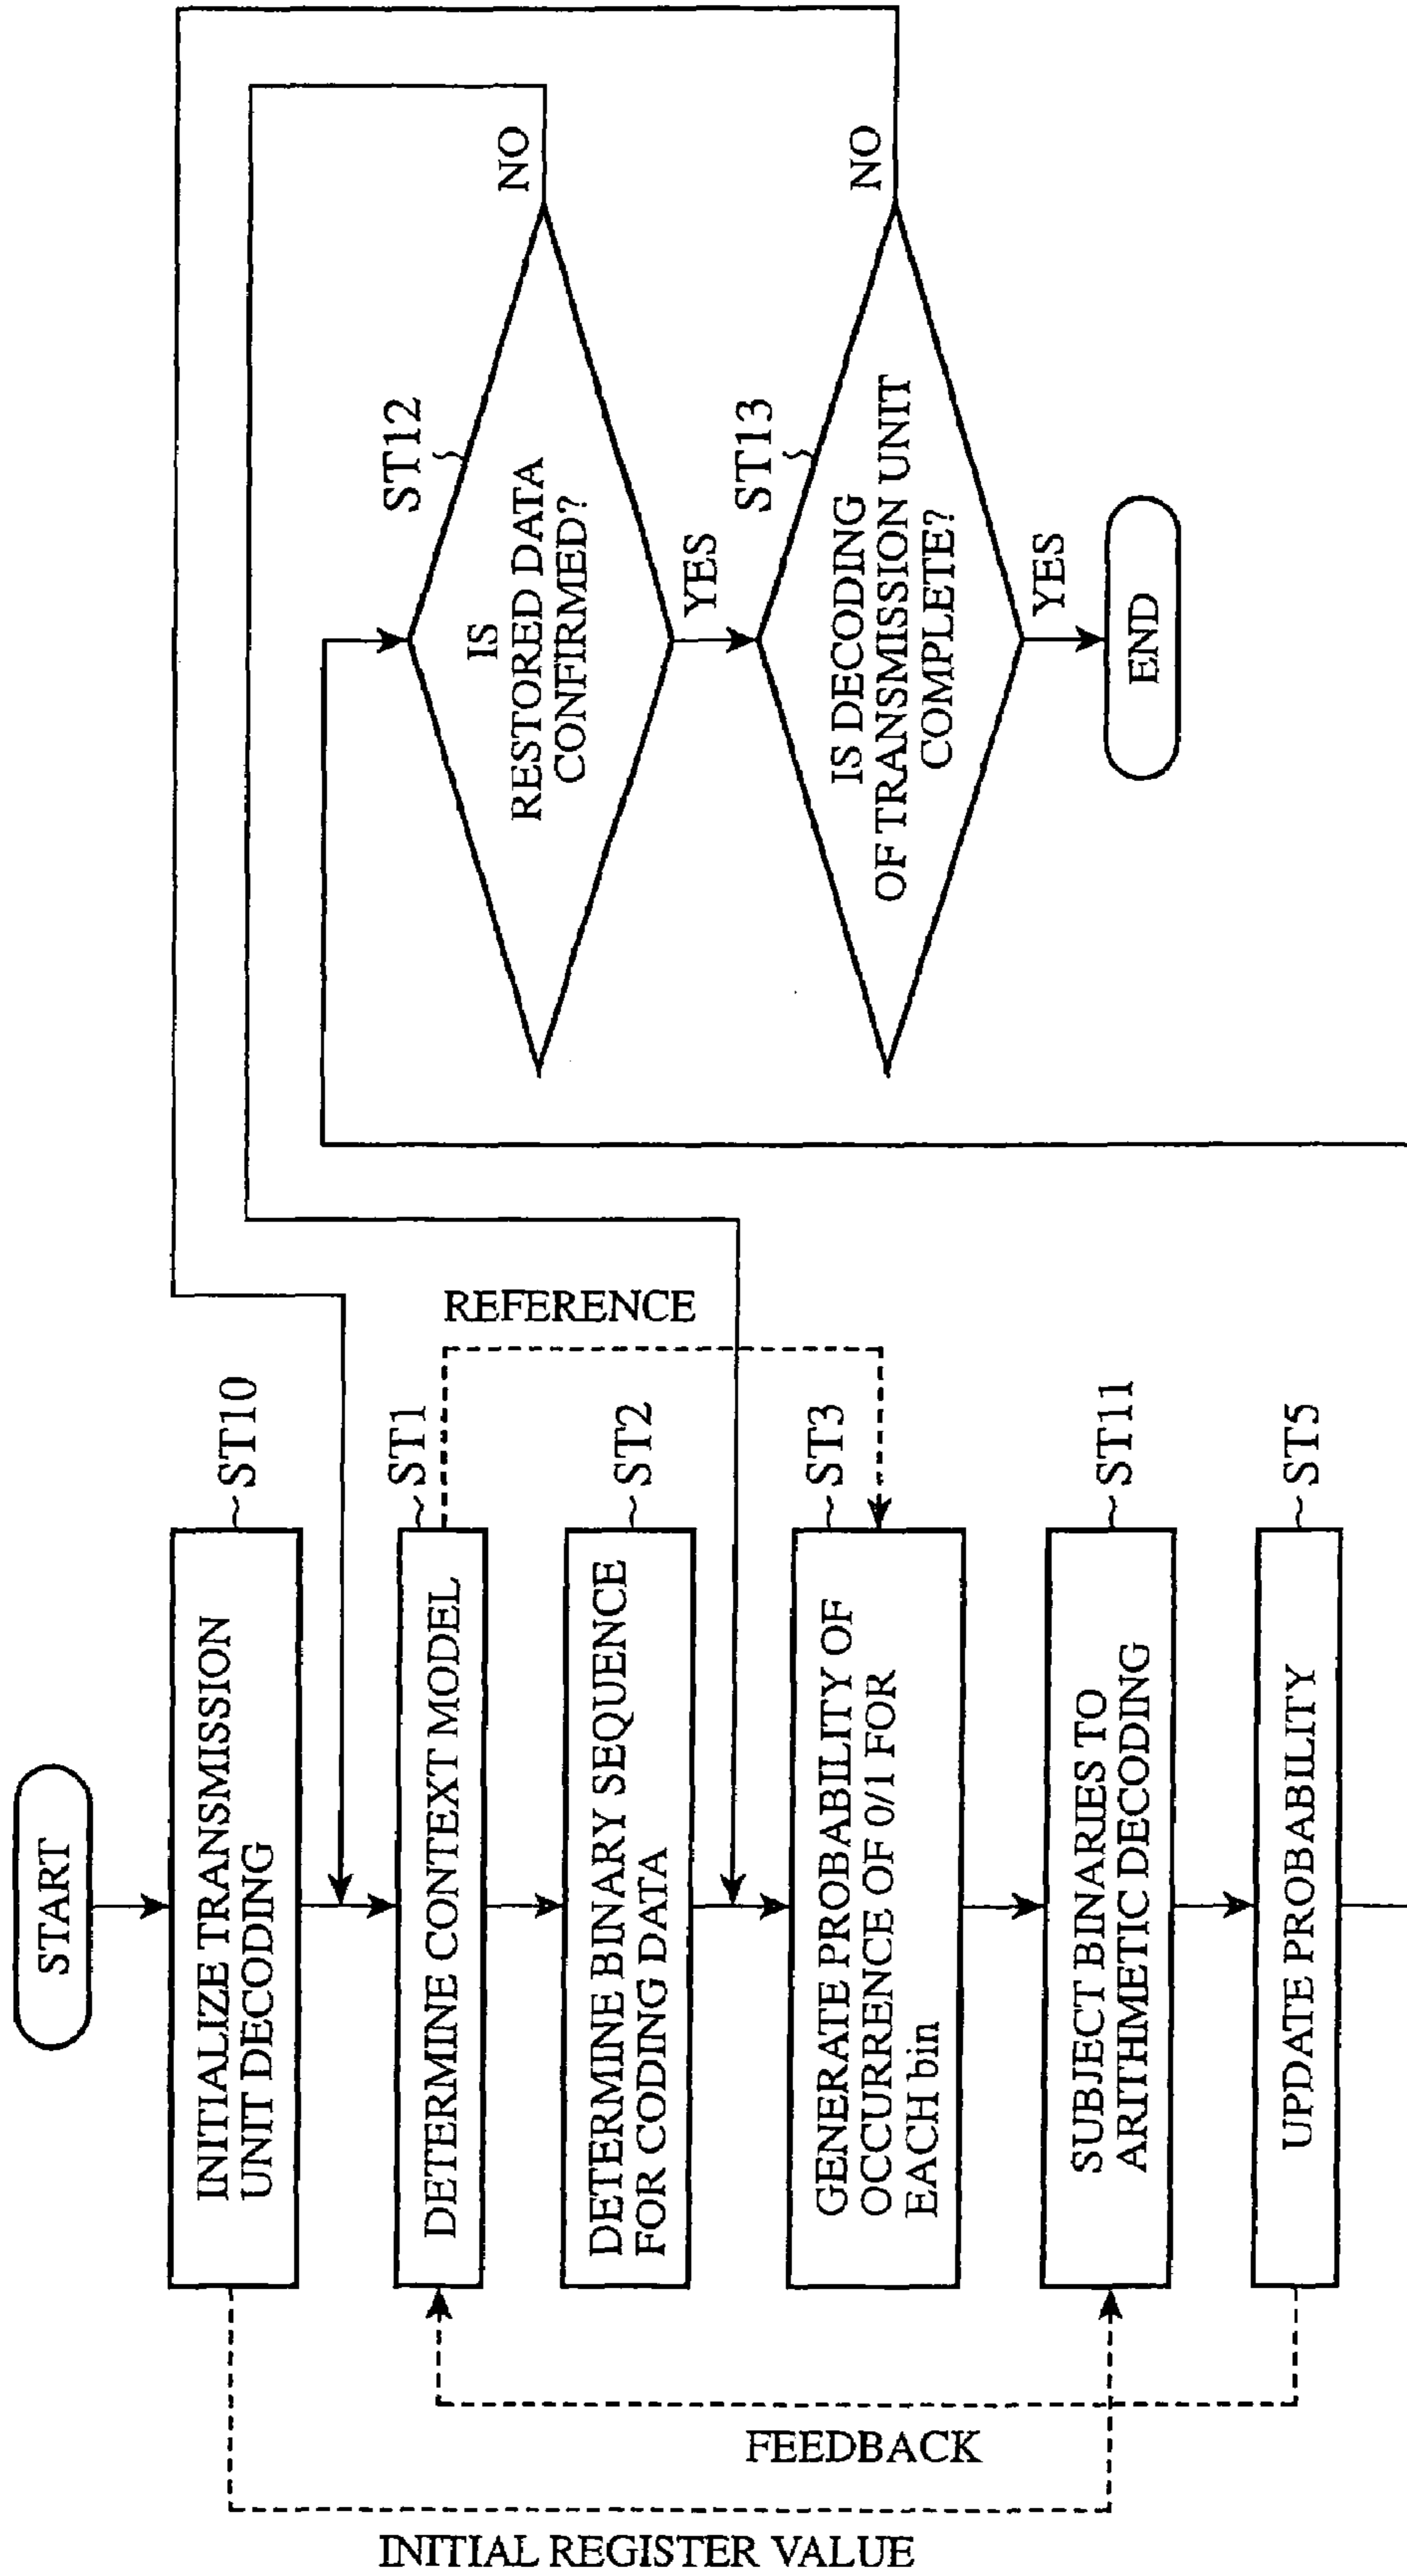 START
INITIALIZE TRANSMISSION
UNIT DECODING
ST10
DETERMINE CONTEXT MODEL
ST1
REFERENCE
DETERMINE BINARY SEQUENCE
FOR CODING DATA
ST2
GENERATE PROBABILITY OF
OCCURRENCE OF 0/1 FOR
EACH bin
ST3
SUBJECT BINARIES TO
ARITHMETIC DECODING
ST11
UPDATE PROBABILITY
ST5
FEEDBACK
INITIAL REGISTER VALUE
ST12
IS
RESTORED DATA
CONFIRMED?
NO
YES
ST13
IS DECODING
OF TRANSMISSION UNIT
COMPLETE?
NO
YES
END